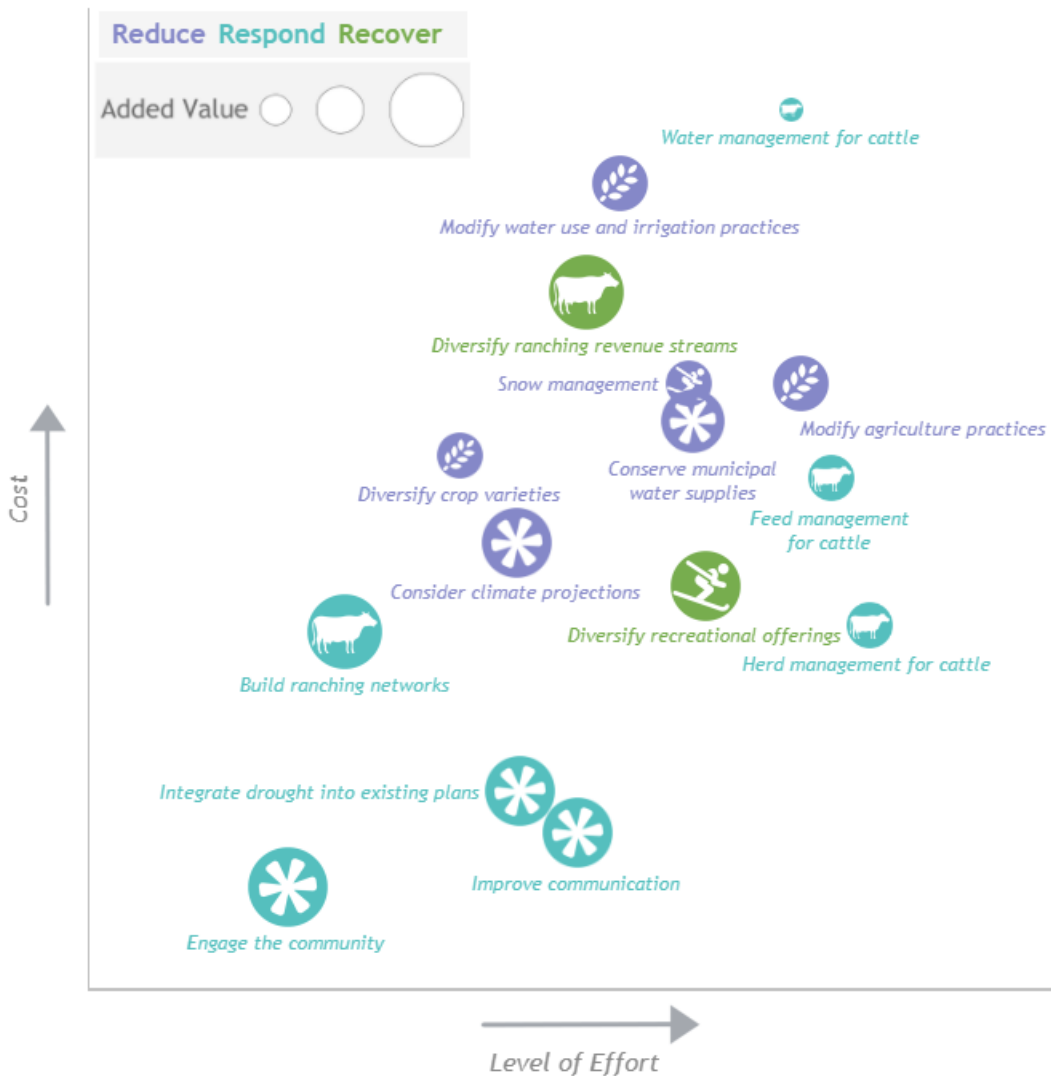 Reduce Respond Recover
Added Value
Water management for cattle
Modify water use and irrigation practices
Diversify ranching revenue streams
Snow management
Modify agriculture practices
Conserve municipal
water supplies
Diversify crop varieties
Feed management
for cattle
Consider climate projections
Diversify recreational offerings
Herd management for cattle
Build ranching networks
Integrate drought into existing plans
Improve communication
Engage the community
Cost
Level of Effort